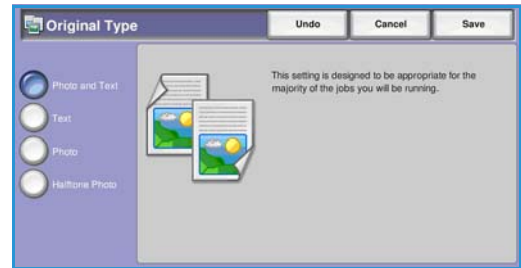 Original Type
Undo
Cancel
Save
Photo and Text
Text
Photo
Halftone Photo
This setting is designed to be appropriate for the
majority of the jobs you will be running.